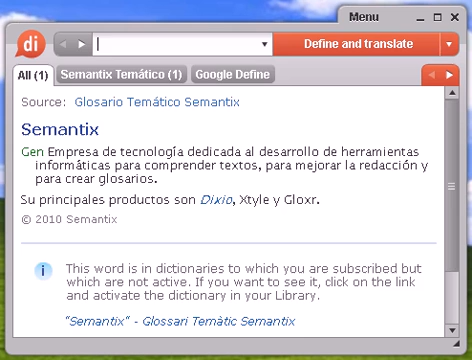 Menu
di
Define and translate
All (1)
Semantix Temático (1)
Google Define
Source: Glosario Temático Semantix
Semantix
Gen Empresa de tecnología dedicada al desarrollo de herramientas
informáticas para comprender textos, para mejorar la redacción y
para crear glosarios.
Su principales productos son Dixio, Xtyle y Gloxr.
© 2010 Semantix
i
This word is in dictionaries to which you are subscribed but
which are not active. If you want to see it, click on the link
and activate the dictionary in your Library.
"Semantix" - Glossari Temàtic Semantix